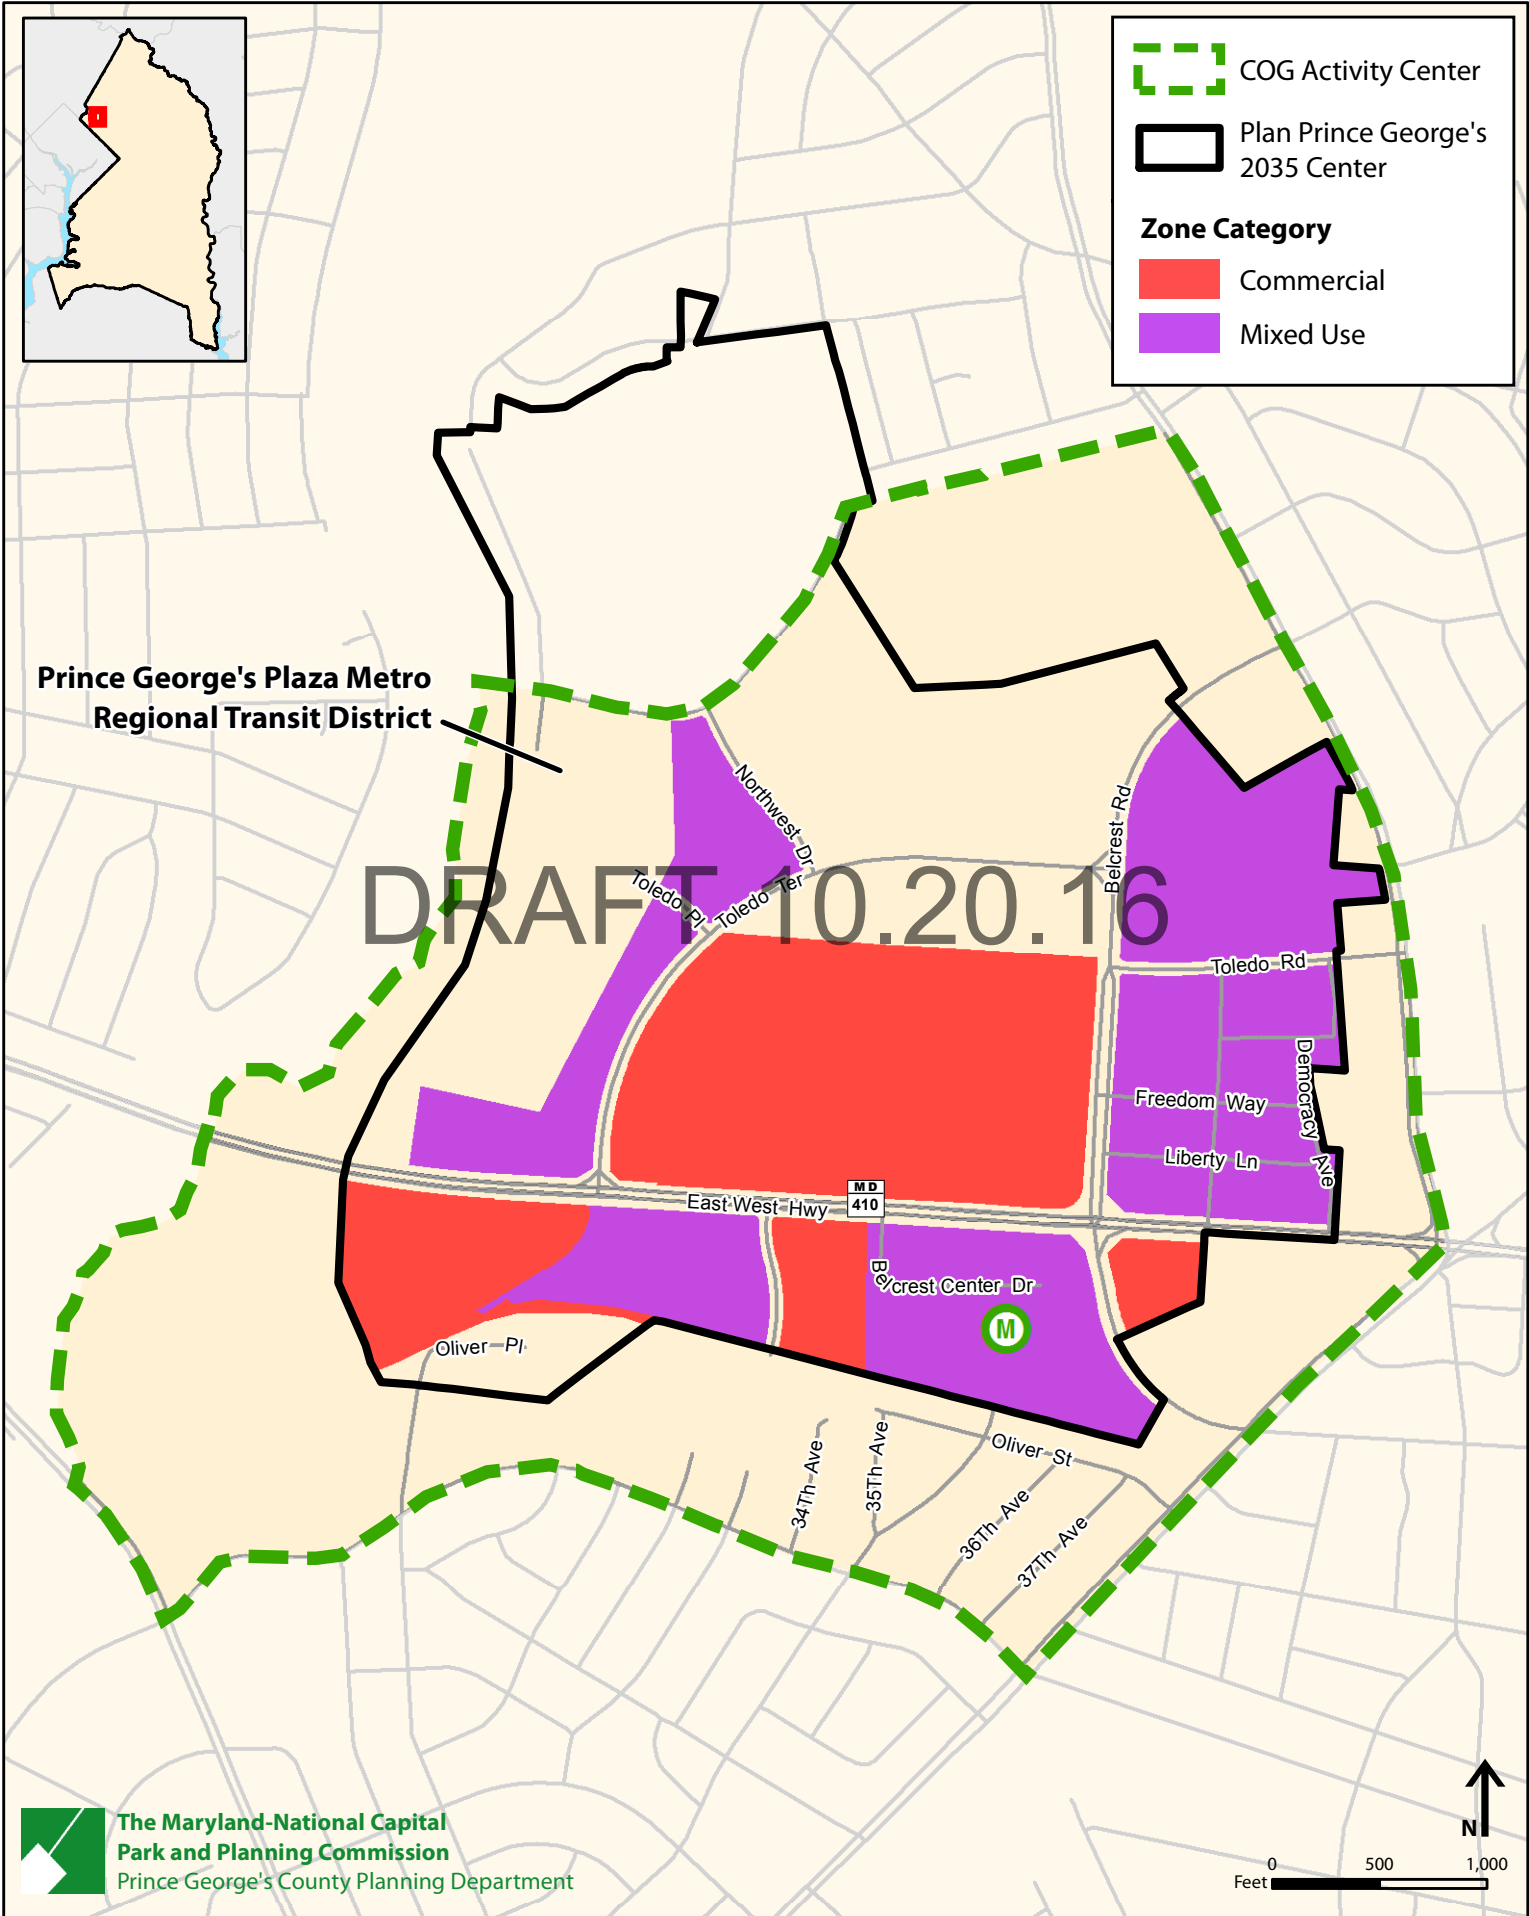 COG Activity Center
Plan Prince George's
2035 Center
Zone Category
Commercial
Mixed Use
Prince George's Plaza Metro
Regional Transit District
Northwest Dr
Belcrest Rd
DRAFT 10.20.16
Toledo Pl
Toledo Ter
Toledo Rd
Democracy Ave
Freedom Way
Liberty Ln
MD
410
East West Hwy
Belcrest Center Dr
M
Oliver Pl
34Th Ave
35Th Ave
Oliver St
36Th Ave
37Th Ave
The Maryland-National Capital
Park and Planning Commission
Prince George's County Planning Department
N
0 500 1,000
Feet